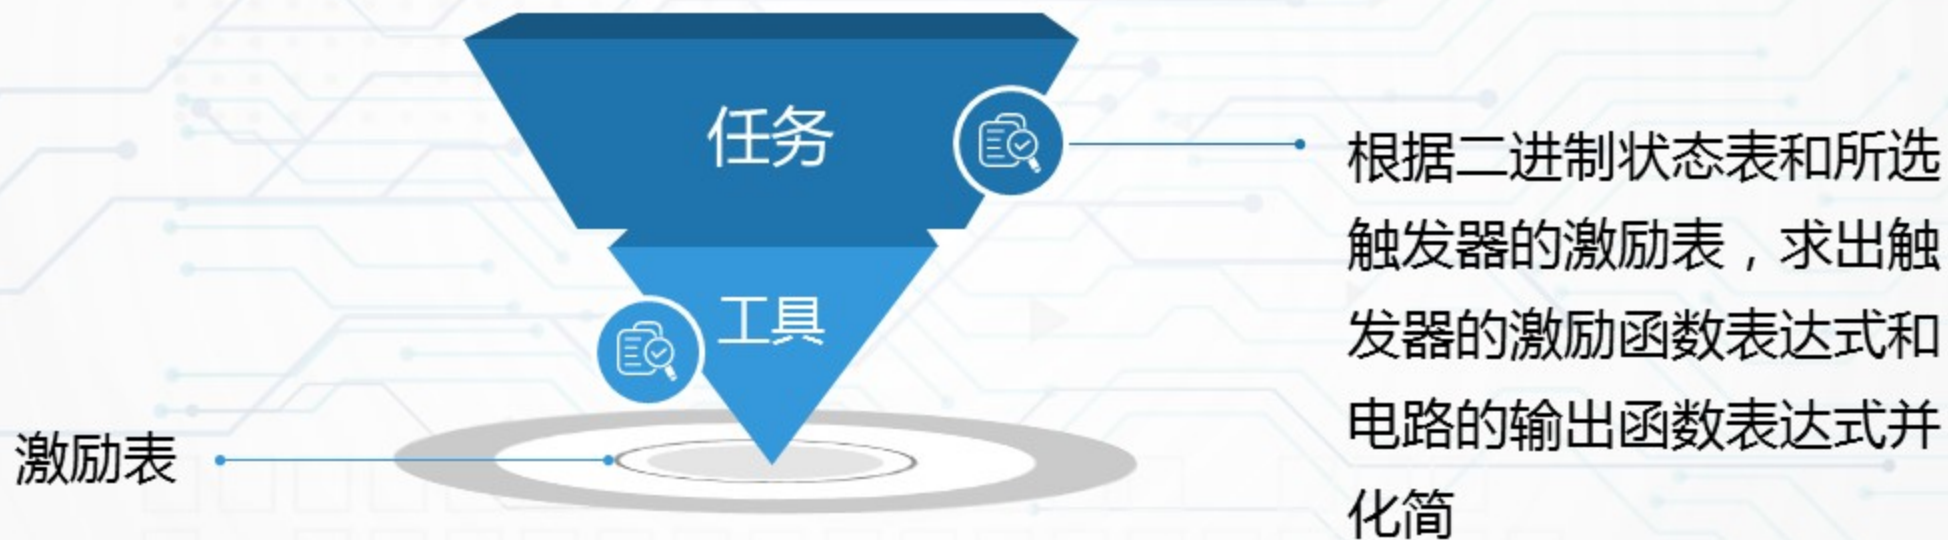 任务
根据二进制状态表和所选
触发器的激励表，求出触
发器的激励函数表达式和
电路的输出函数表达式并
化简
工具
激励表